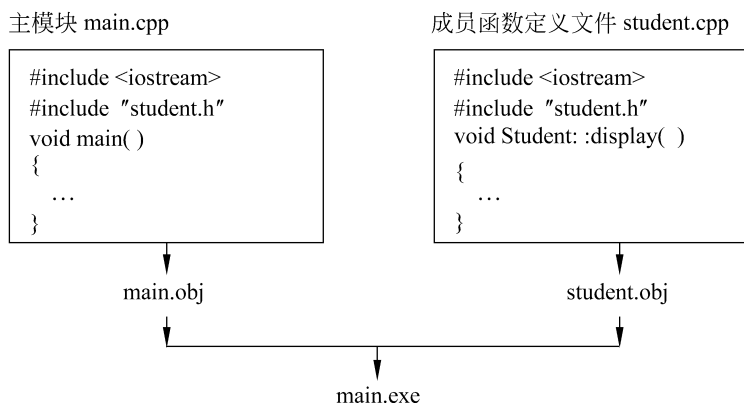 主模块 main.cpp
#include <iostream>
#include "student.h"
void main( )
{
…
}
main.obj
成员函数定义文件 student.cpp
#include <iostream>
#include "student.h"
void Student: :display( )
{
…
}
student.obj
main.exe